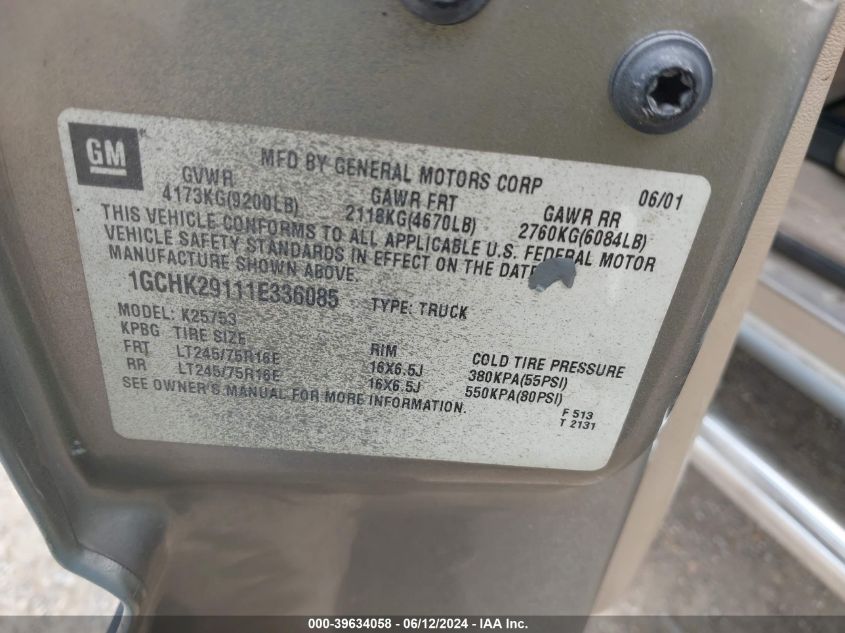 GM
MFD BY GENERAL MOTORS CORP 06/01
GVWR GAWR FRT GAWR RR
4173KG(9200LB) 2118KG(4670LB) 2760KG(6084LB)
THIS VEHICLE CONFORMS TO ALL APPLICABLE U.S. FEDERAL MOTOR
VEHICLE SAFETY STANDARDS IN EFFECT ON THE DATE
MANUFACTURE SHOWN ABOVE.
1GCHK29111E336085 TYPE: TRUCK
MODEL: K25753
KPBG TIRE SIZE RIM COLD TIRE PRESSURE
FRT LT245/75R16E 16X6.5J 380KPA(55PSI)
RR LT245/75R16E 16X6.5J 550KPA(80PSI)
SEE OWNER'S MANUAL FOR MORE INFORMATION.
F 513
T 2131
000-39634058 - 06/12/2024 - IAA Inc.